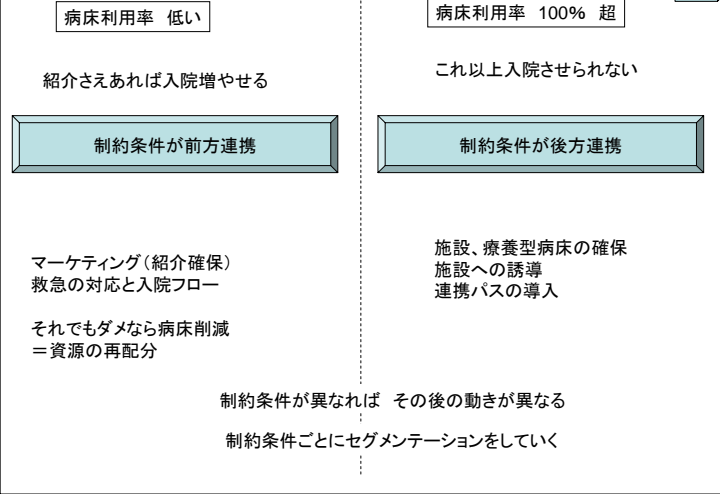 病床利用率 低い
紹介さえあれば入院増やせる
制約条件が前方連携
マーケティング（紹介確保）
救急の対応と入院フロー
それでもダメなら病床削減
＝資源の再配分
病床利用率 100% 超
これ以上入院させられない
制約条件が後方連携
施設、療養型病床の確保
施設への誘導
連携パスの導入
制約条件が異なれば その後の動きが異なる
制約条件ごとにセグメンテーションをしていく